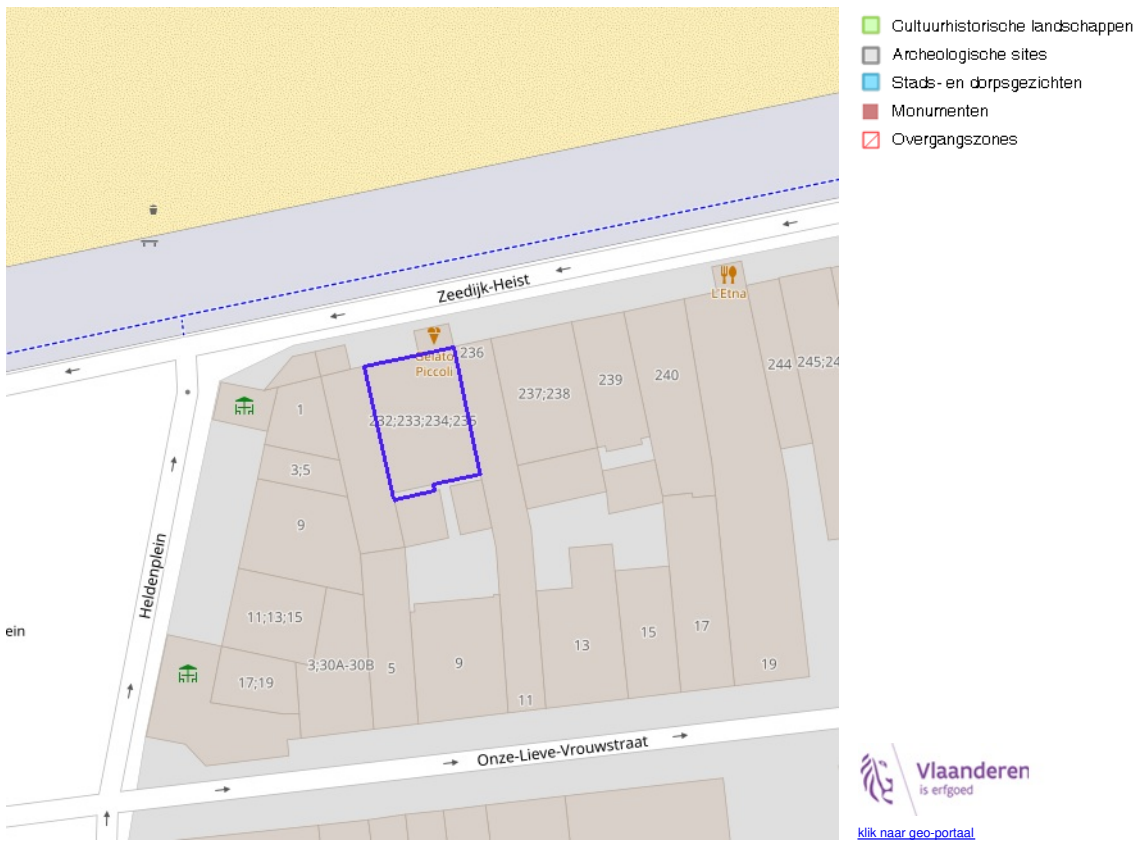 Cultuurhistorische landschappen
Archeologische sites
Stads- en dorpsgezichten
Monumenten
Overgangszones
Zeedijk-Heist
L'Etna
Gelato
Piccoli
236
244
237;238
239
240
1
232;233;234;235
3;5
9
Heldenplein
11;13;15
13
15
17
ein
3;30A-30B
5
9
19
17;19
11
Onze-Lieve-Vrouwstraat
Vlaanderen
is erfgoed
klik naar geo-portaal